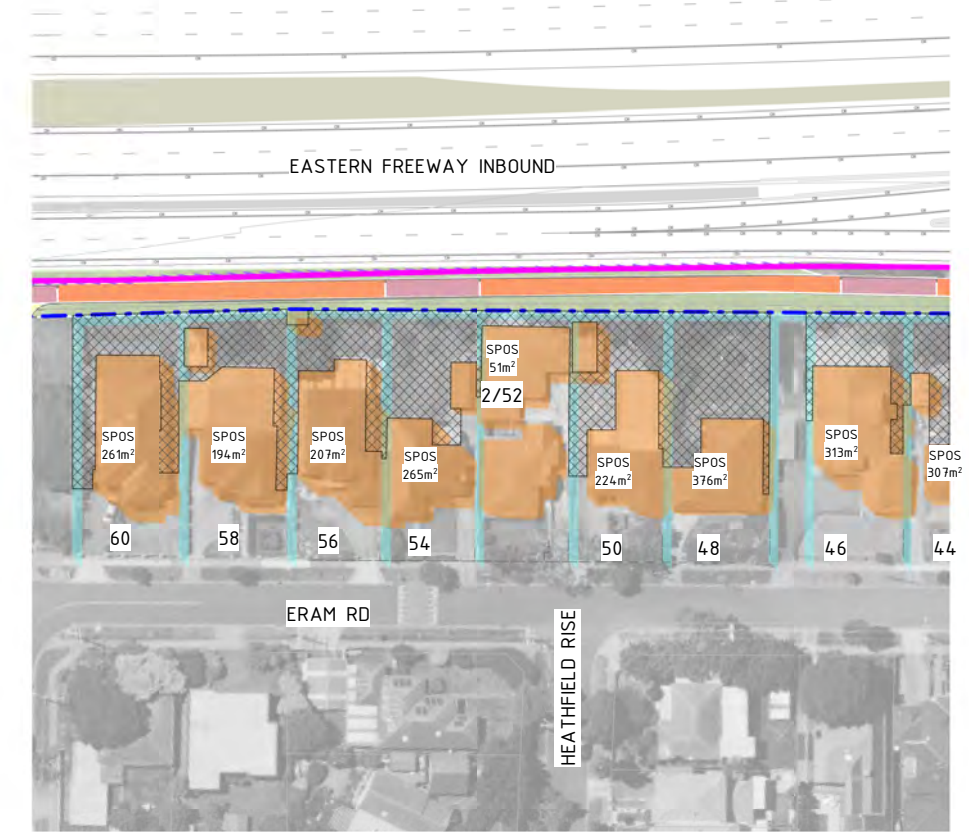 EASTERN FREEWAY INBOUND
SPOS
51m²
2/52
SPOS
261m²
SPOS
194m²
SPOS
207m²
SPOS
265m²
SPOS
224m²
SPOS
376m²
SPOS
313m²
SPOS
307m²
60
58
56
54
50
48
46
44
ERAM RD
HEATHFIELD RISE